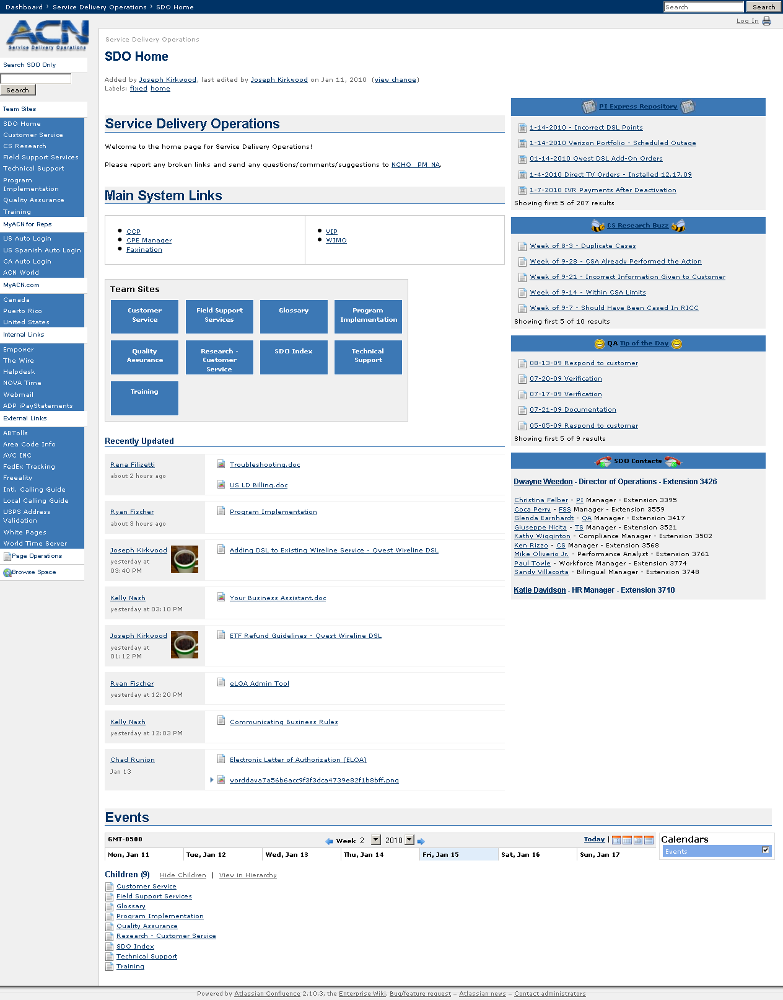 Dashboard › Service Delivery Operations › SDO Home
Search
Search
Log In
ACN
Service Delivery Operations
Search SDO Only
Search
Team Sites
SDO Home
Customer Service
CS Research
Field Support Services
Technical Support
Program
Implementation
Quality Assurance
Training
MyACN for Reps
US Auto Login
US Spanish Auto Login
CA Auto Login
ACN World
MyACN.com
Canada
Puerto Rico
United States
Internal Links
Empower
The Wire
Helpdesk
NOVA Time
Webmail
ADP iPayStatements
External Links
ABTolls
Area Code Info
AVC INC
FedEx Tracking
Freeality
Intl. Calling Guide
Local Calling Guide
USPS Address
Validation
White Pages
World Time Server
Page Operations
Browse Space
Service Delivery Operations
SDO Home
Added by Joseph Kirkwood, last edited by Joseph Kirkwood on Jan 11, 2010 (view change)
Labels: fixed home
Service Delivery Operations
Welcome to the home page for Service Delivery Operations!
Please report any broken links and send any questions/comments/suggestions to NCHQ_PM_NA.
Main System Links
CCP
CPE Manager
Faxination
VIP
WIMO
Team Sites
Customer
Service
Field Support
Services
Glossary
Program
Implementation
Quality
Assurance
Research -
Customer
Service
SDO Index
Technical
Support
Training
Recently Updated
Rena Filizetti
about 2 hours ago
Troubleshooting.doc
US LD Billing.doc
Ryan Fischer
about 3 hours ago
Program Implementation
Joseph Kirkwood
yesterday at
03:40 PM
Adding DSL to Existing Wireline Service - Qwest Wireline DSL
Kelly Nash
yesterday at 03:10 PM
Your Business Assistant.doc
Joseph Kirkwood
yesterday at
01:12 PM
ETF Refund Guidelines - Qwest Wireline DSL
Ryan Fischer
yesterday at 12:20 PM
eLOA Admin Tool
Kelly Nash
yesterday at 12:03 PM
Communicating Business Rules
Chad Runion
Jan 13
Electronic Letter of Authorization (ELOA)
worddava7a56b6acc9f3f3dca4739e82f1b8bff.png
PI Express Repository
1-14-2010 - Incorrect DSL Points
1-14-2010 Verizon Portfolio - Scheduled Outage
01-14-2010 Qwest DSL Add-On Orders
1-4-2010 Direct TV Orders - Installed 12.17.09
1-7-2010 IVR Payments After Deactivation
Showing first 5 of 207 results
CS Research Buzz
Week of 8-3 - Duplicate Cases
Week of 9-28 - CSA Already Performed the Action
Week of 9-21 - Incorrect Information Given to Customer
Week of 9-14 - Within CSA Limits
Week of 9-7 - Should Have Been Cased In RICC
Showing first 5 of 10 results
QA Tip of the Day
08-13-09 Respond to customer
07-20-09 Verification
07-17-09 Verification
07-21-09 Documentation
05-05-09 Respond to customer
Showing first 5 of 9 results
SDO Contacts
Dwayne Weedon - Director of Operations - Extension 3426
Christina Felber - PI Manager - Extension 3395
Coca Perry - FSS Manager - Extension 3559
Glenda Earnhardt - QA Manager - Extension 3417
Giuseppe Nicita - TS Manager - Extension 3521
Kathy Wigginton - Compliance Manager - Extension 3502
Ken Rizzo - CS Manager - Extension 3568
Mike Oliverio Jr. - Performance Analyst - Extension 3761
Paul Towle - Workforce Manager - Extension 3774
Sandy Villacorta - Bilingual Manager - Extension 3748
Katie Davidson - HR Manager - Extension 3710
Events
GMT-0500
Week 2 2010
Today |
Mon, Jan 11
Tue, Jan 12
Wed, Jan 13
Thu, Jan 14
Fri, Jan 15
Sat, Jan 16
Sun, Jan 17
Calendars
Events
Children (9) Hide Children | View in Hierarchy
Customer Service
Field Support Services
Glossary
Program Implementation
Quality Assurance
Research - Customer Service
SDO Index
Technical Support
Training
Powered by Atlassian Confluence 2.10.3, the Enterprise Wiki. Bug/feature request – Atlassian news – Contact administrators